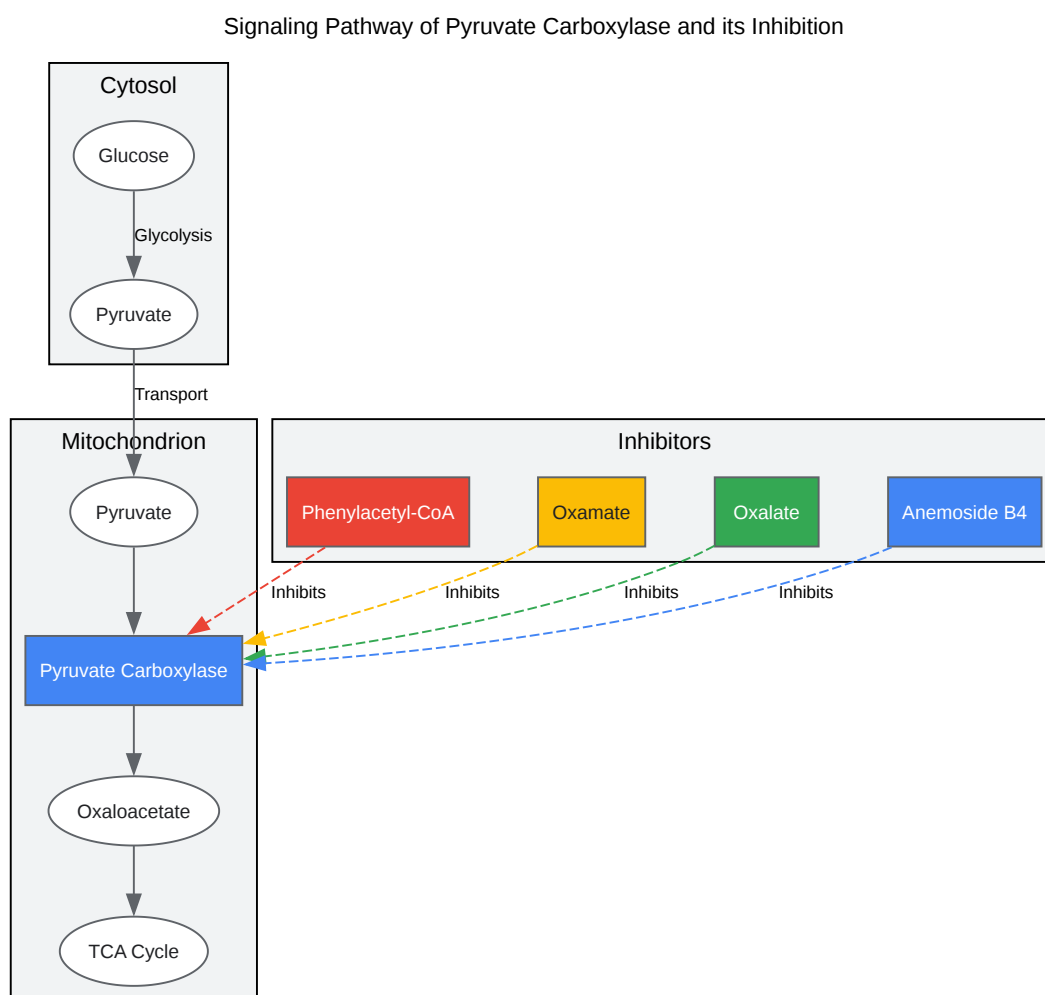 Signaling Pathway of Pyruvate Carboxylase and its Inhibition
Cytosol
Glucose
Glycolysis
Pyruvate
Transport
Mitochondrion
Inhibitors
Pyruvate
Phenylacetyl-CoA
Oxamate
Oxalate
Anemoside B4
Inhibits
Inhibits
Inhibits
Inhibits
Pyruvate Carboxylase
Oxaloacetate
TCA Cycle